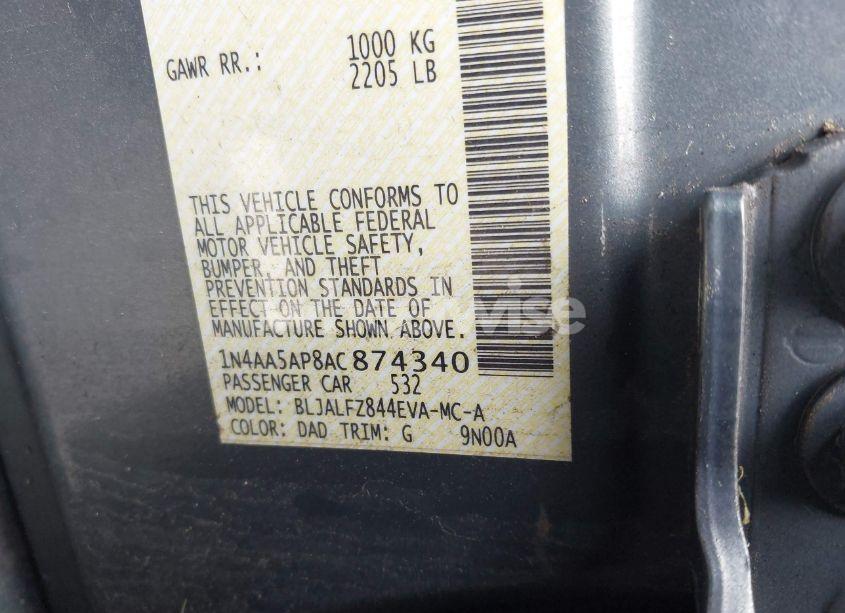 GAWR RR.: 1000 KG
2205 LB
THIS VEHICLE CONFORMS TO
ALL APPLICABLE FEDERAL
MOTOR VEHICLE SAFETY,
BUMPER, AND THEFT
PREVENTION STANDARDS IN
EFFECT ON THE DATE OF
MANUFACTURE SHOWN ABOVE.
1N4AA5AP8AC874340
PASSENGER CAR 532
MODEL: BLJALFZ844EVA-MC-A
COLOR: DAD TRIM: G 9N00A